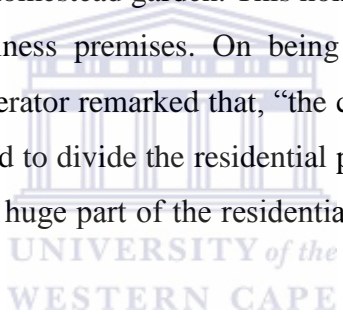 homestead garden. This
ness premises. On being
erator remarked that, "the c
d to divide the residential p
huge part of the residentia
UNIVERSITY of the
WESTERN CAPE